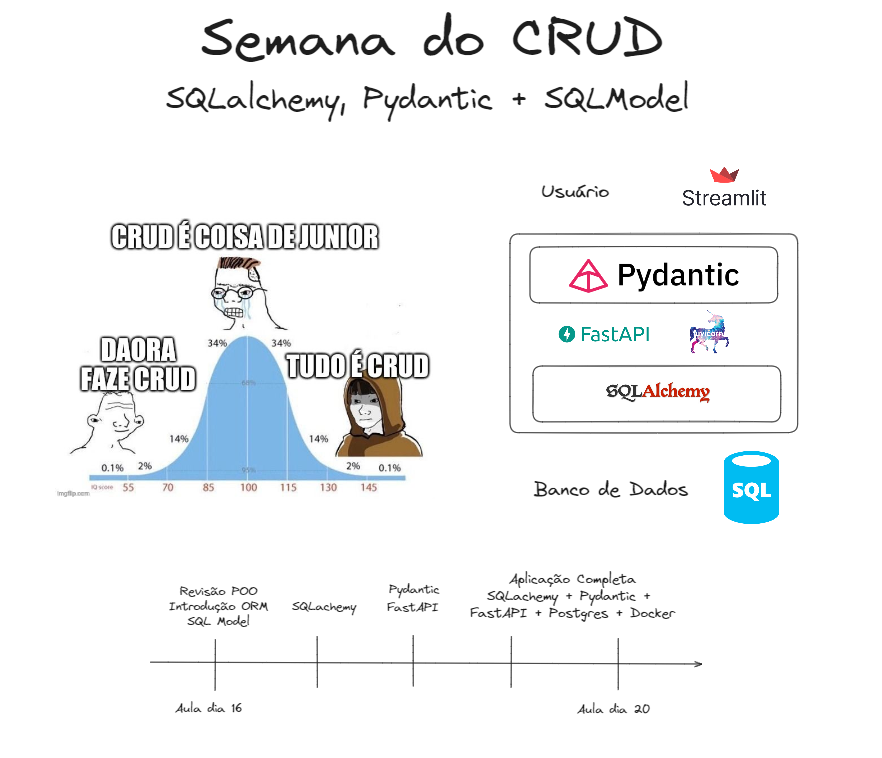 Semana do CRUD
SQLalchemy, Pydantic + SQLModel
Usuário
Streamlit
CRUD É COISA DE JUNIOR
DAORA
FAZE CRUD
TUDO É CRUD
34%
34%
68%
14%
14%
0.1%
2%
95%
2%
0.1%
IQ score
55
70
85
100
115
130
145
imgflip.com
Pydantic
FastAPI
SQLAlchemy
Banco de Dados
SQL
Revisão POO
Introdução ORM
SQL Model
SQLachemy
Pydantic
FastAPI
Aplicação Completa
SQLachemy + Pydantic +
FastAPI + Postgres + Docker
Aula dia 16
Aula dia 20